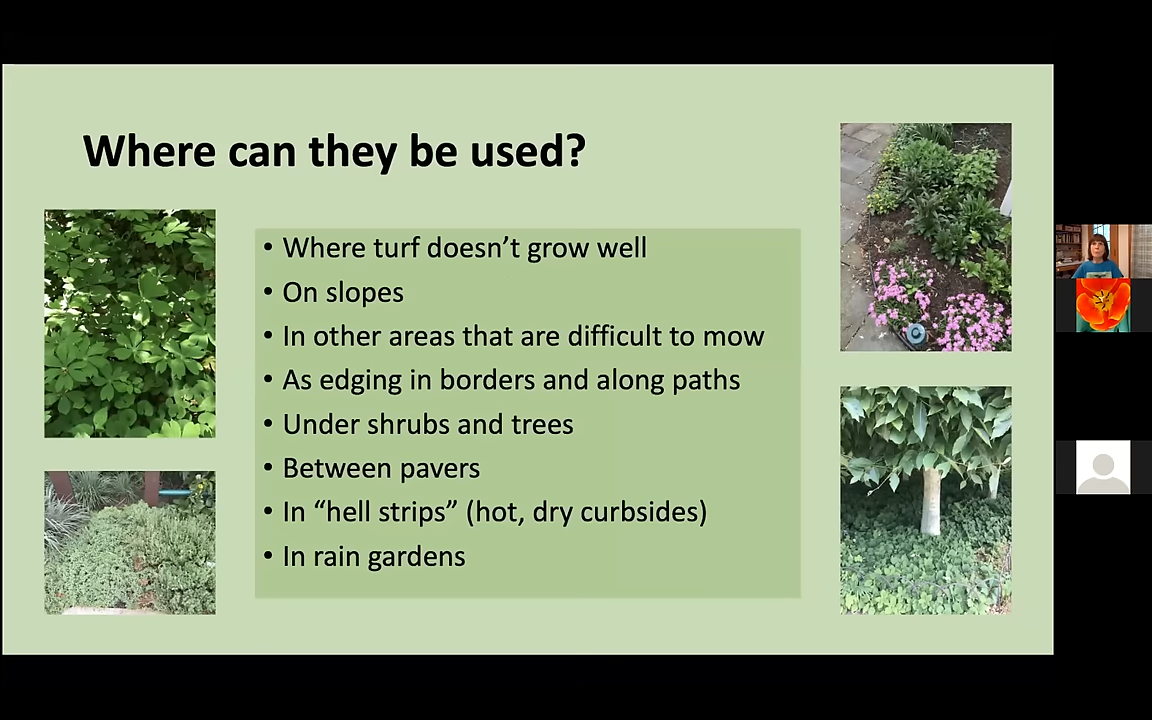 Where can they be used?
• Where turf doesn’t grow well
• On slopes
• In other areas that are difficult to mow
• As edging in borders and along paths
• Under shrubs and trees
• Between pavers
• In “hell strips” (hot, dry curbsides)
• In rain gardens